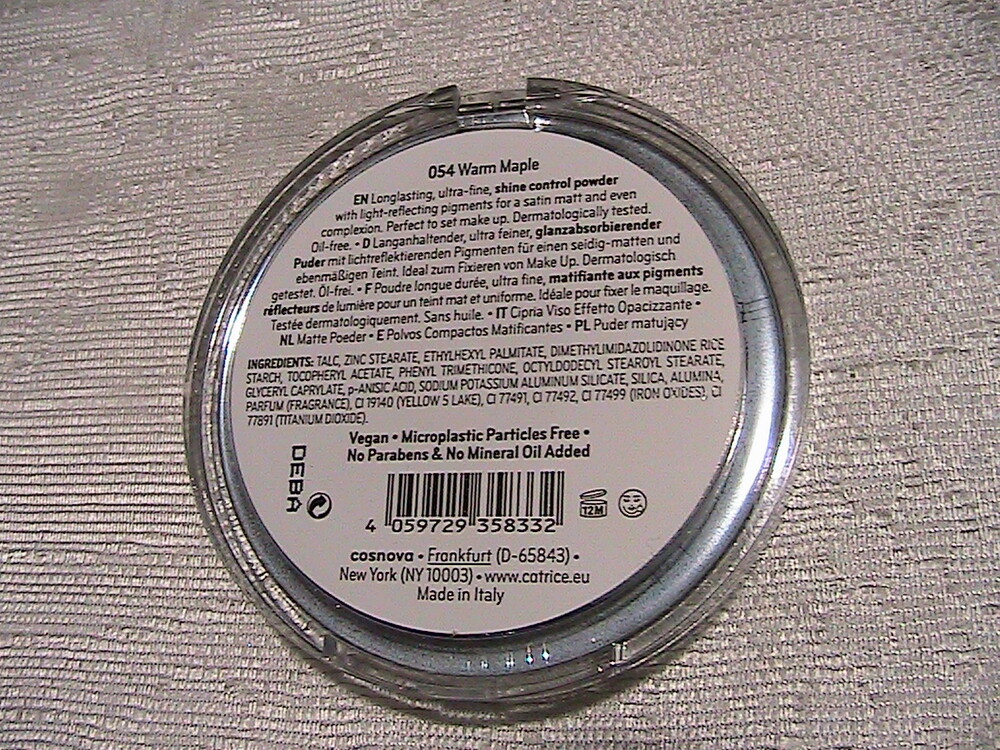 054 Warm Maple
EN Longlasting, ultra-fine, shine control powder
with light-reflecting pigments for a satin matt and even
complexion. Perfect to set make up. Dermatologically tested.
Oil-free. • D Langanhaltender, ultra feiner, glanzabsorbierender
Puder mit lichtreflektierenden Pigmenten für einen seidig-matten und
ebenmäßigen Teint. Ideal zum Fixieren von Make Up. Dermatologisch
getestet. Öl-frei. • F Poudre longue durée, ultra fine, matifiante aux pigments
réflecteurs de lumière pour un teint mat et uniforme. Idéale pour fixer le maquillage.
Testée dermatologiquement. Sans huile. • IT Cipria Viso Effetto Opacizzante •
NL Matte Poeder • E Polvos Compactos Matificantes • PL Puder matujący
INGREDIENTS: TALC, ZINC STEARATE, ETHYLHEXYL PALMITATE, DIMETHYLIMIDAZOLIDINONE RICE
STARCH, TOCOPHERYL ACETATE, PHENYL TRIMETHICONE, OCTYLDODECYL STEAROYL STEARATE,
GLYCERYL CAPRYLATE, p-ANISIC ACID, SODIUM POTASSIUM ALUMINUM SILICATE, SILICA, ALUMINA,
PARFUM (FRAGRANCE), CI 19140 (YELLOW 5 LAKE), CI 77491, CI 77492, CI 77499 (IRON OXIDES), CI
77891 (TITANIUM DIOXIDE).
Vegan • Microplastic Particles Free •
No Parabens & No Mineral Oil Added
DEBA
4 059729 358332
12M
cosnova • Frankfurt (D-65843) •
New York (NY 10003) • www.catrice.eu
Made in Italy